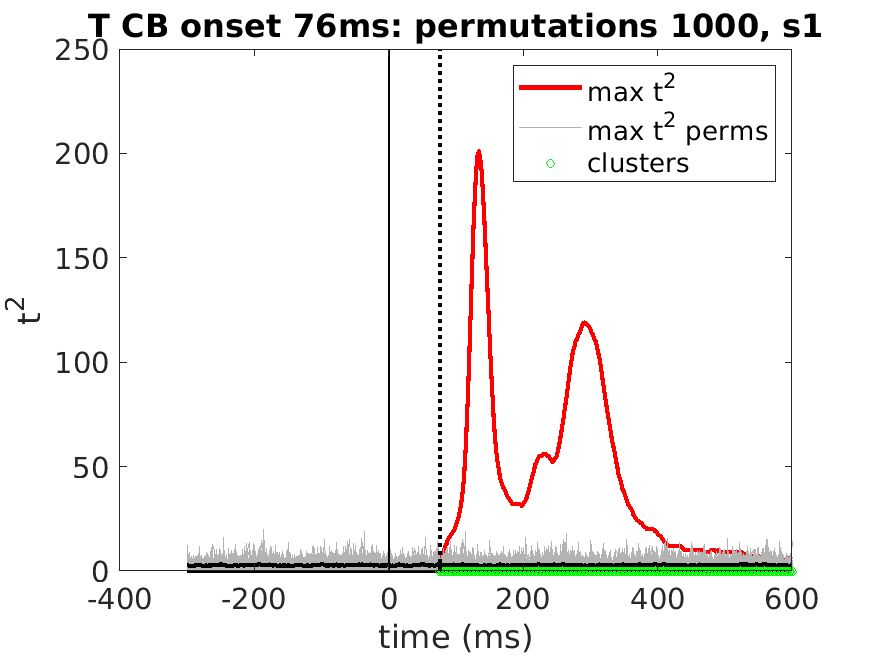 T CB onset 76ms: permutations 1000, s1
250
200
150
100
50
0
t²
max t²
max t² perms
clusters
-400
-200
0
200
400
600
time (ms)